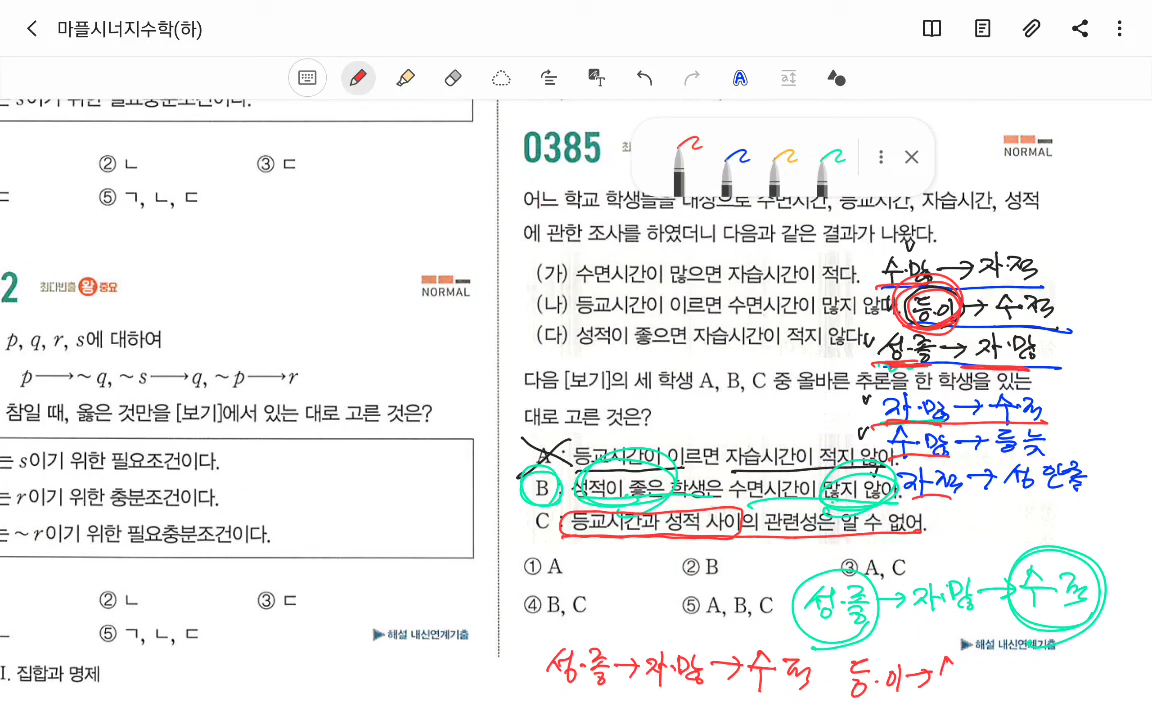 마플시너지수학(하)
② ㄴ
③ ㄷ
⑤ ㄱ, ㄴ, ㄷ
2 최다빈출 왕 중요
NORMAL
p, q, r, s에 대하여
p → ~q, ~s → q, ~p → r
참일 때, 옳은 것만을 [보기]에서 있는 대로 고른 것은?
는 s이기 위한 필요조건이다.
는 r이기 위한 충분조건이다.
는 ~r이기 위한 필요충분조건이다.
② ㄴ
③ ㄷ
⑤ ㄱ, ㄴ, ㄷ
▶해설 내신연계기출
I. 집합과 명제
0385
NORMAL
어느 학교 학생들을 대상으로 수면시간, 등교시간, 자습시간, 성적
에 관한 조사를 하였더니 다음과 같은 결과가 나왔다.
(가) 수면시간이 많으면 자습시간이 적다. 수·많 → 자·적
(나) 등교시간이 이르면 수면시간이 많지 않다. 등·이 → 수·적
(다) 성적이 좋으면 자습시간이 적지 않다. 성·좋 → 자·많
다음 [보기]의 세 학생 A, B, C 중 올바른 추론을 한 학생을 있는
대로 고른 것은?
자·많 → 수·적
수·많 → 등·늦
A : 등교시간이 이르면 자습시간이 적지 않아.
B : 성적이 좋은 학생은 수면시간이 많지 않아. 자·적 → 성 안좋
C : 등교시간과 성적 사이의 관련성은 알 수 없어.
① A
② B
③ A, C
④ B, C
⑤ A, B, C
성·좋 → 자·많 → 수·적
▶해설 내신연계기출
성·좋 → 자·많 → 수·적 등·이 →